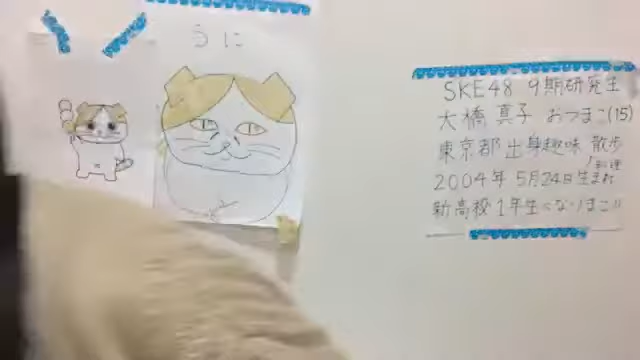 うに
SKE48 9期研究生
大橋 真子 おつまこ(15)
東京都出身趣味 散歩
/料理
2004年 5月24日生まれ
新高校1年生になりまこ!!